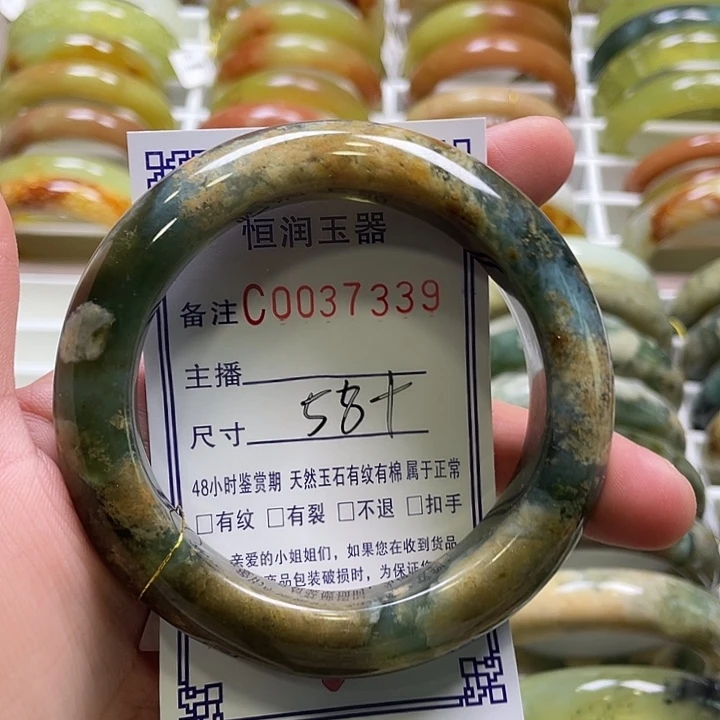 恒润玉器
备注C0037339
主播
尺寸 58+
48小时鉴赏期 天然玉石有纹有棉 属于正常
□有纹 □有裂 □不退 □扣手
亲爱的小姐姐们，如果您在收到货品
商品包装破损时，为保证